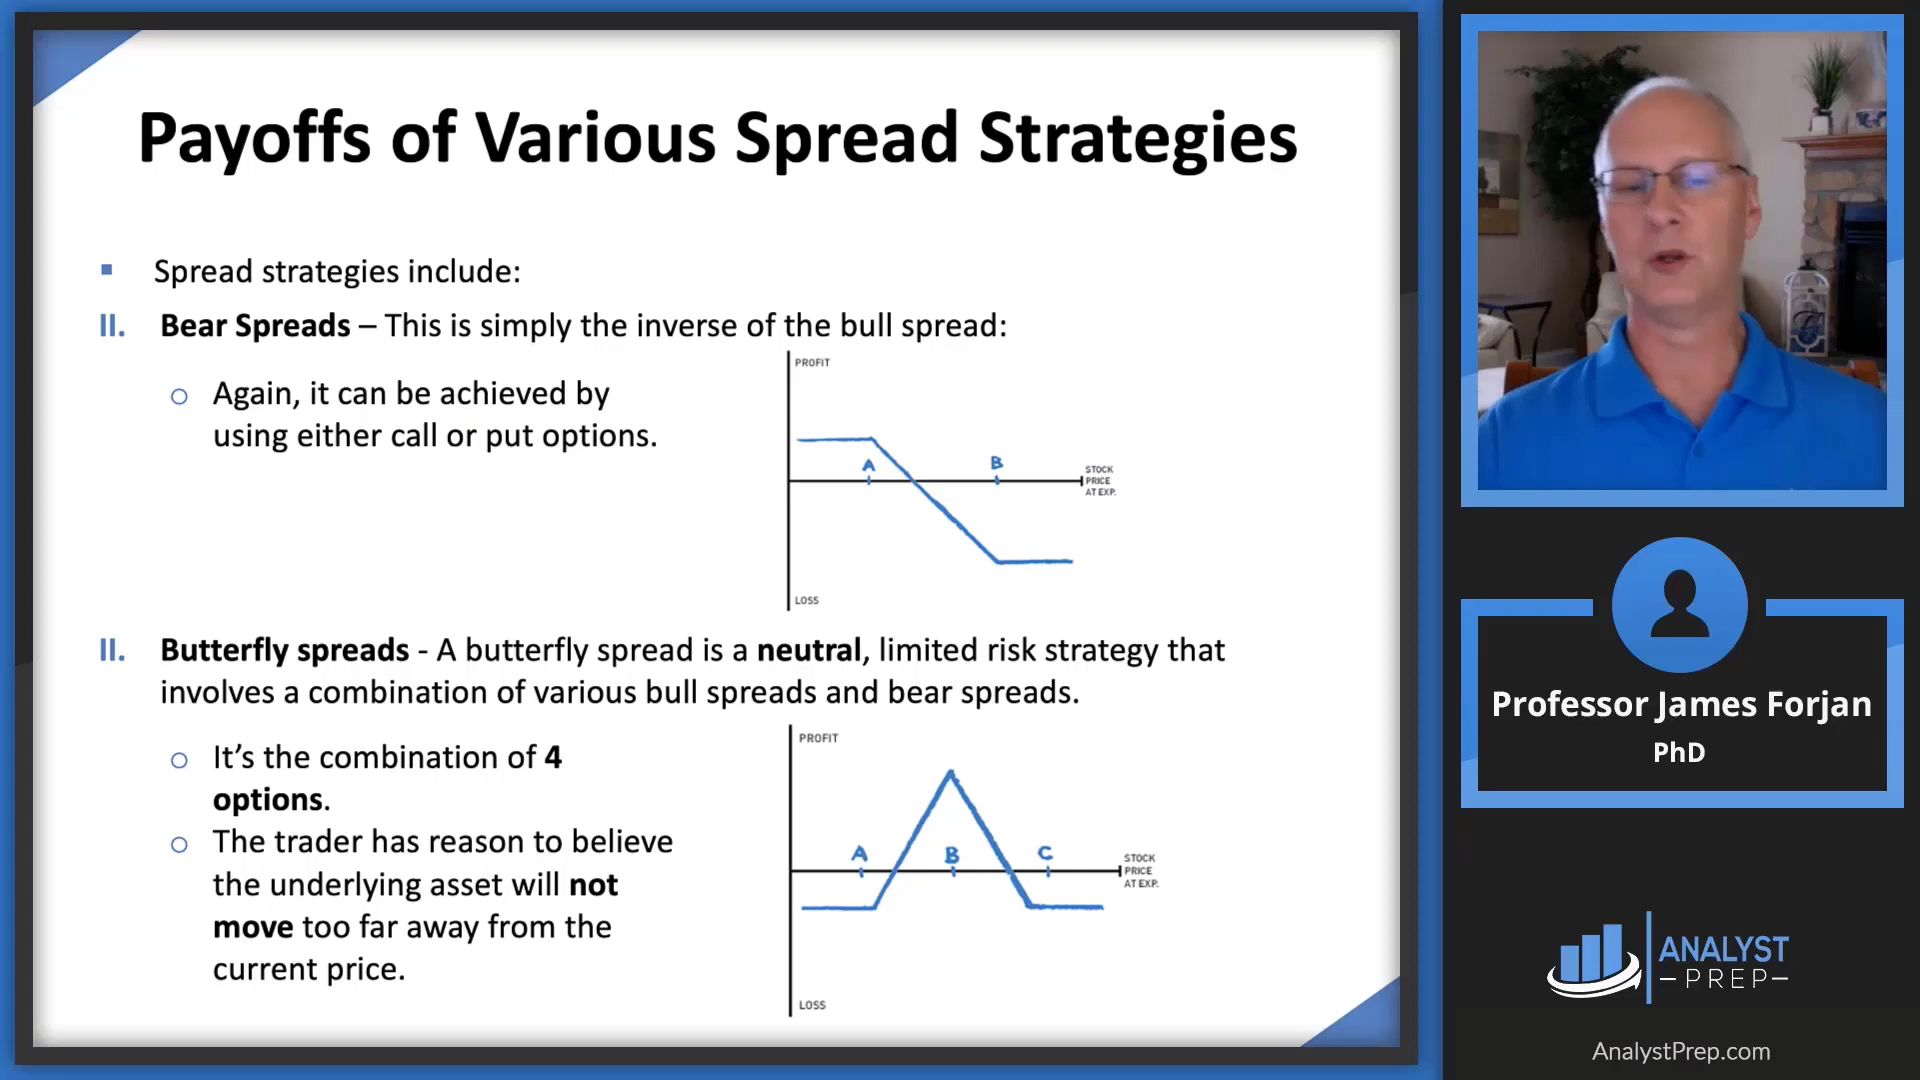 Payoffs of Various Spread Strategies
Spread strategies include:
II. Bear Spreads – This is simply the inverse of the bull spread:
Again, it can be achieved by
using either call or put options.
PROFIT
A
B
STOCK
PRICE
AT EXP.
LOSS
II. Butterfly spreads - A butterfly spread is a neutral, limited risk strategy that
involves a combination of various bull spreads and bear spreads.
It’s the combination of 4
options.
The trader has reason to believe
the underlying asset will not
move too far away from the
current price.
PROFIT
A
B
C
STOCK
PRICE
AT EXP.
LOSS
Professor James Forjan
PhD
ANALYST
–PREP–
AnalystPrep.com